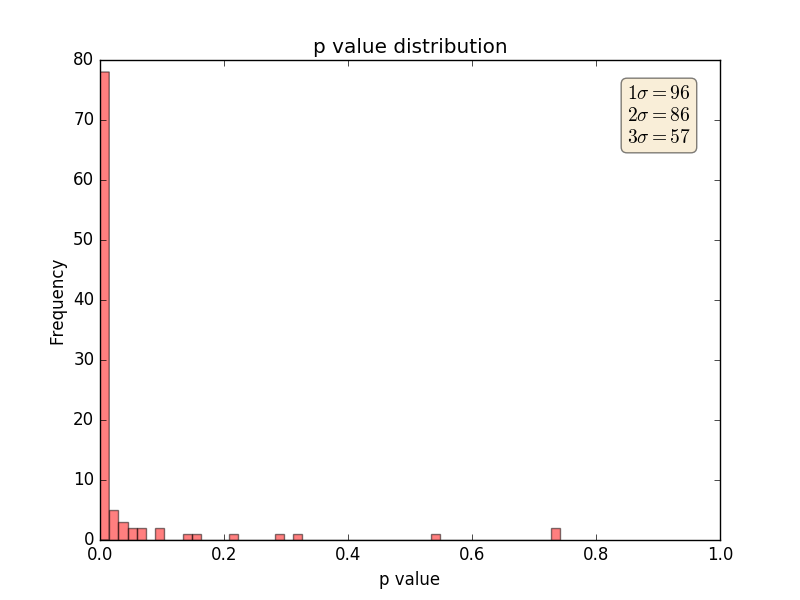 p value distribution
80
70
60
50
40
30
20
10
0
Frequency
1σ = 96
2σ = 86
3σ = 57
0.0 0.2 0.4 0.6 0.8 1.0
p value